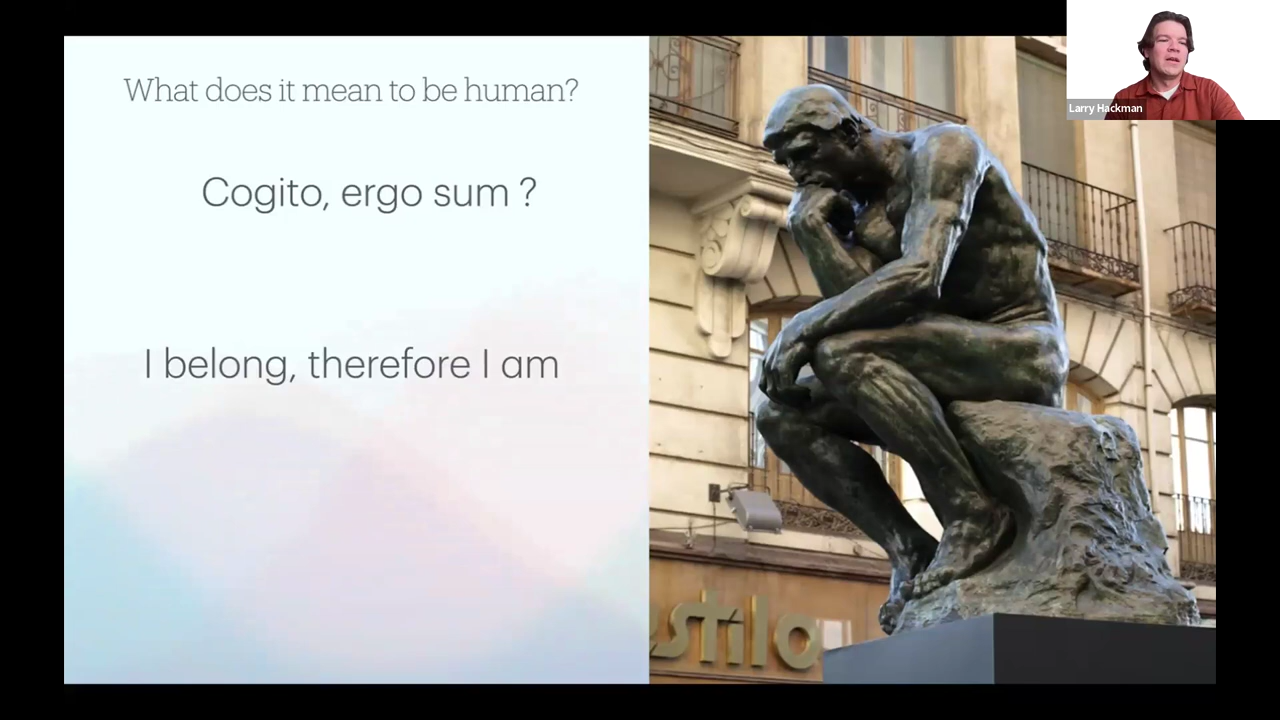 What does it mean to be human?
Cogito, ergo sum ?
I belong, therefore I am
Larry Hackman